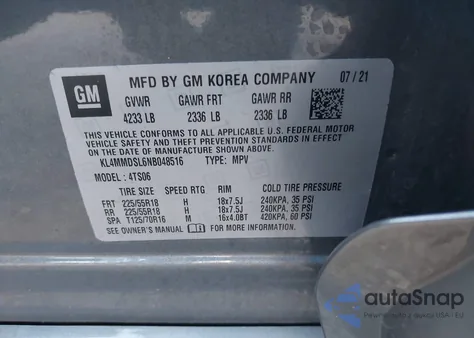 GM
MFD BY GM KOREA COMPANY 07/21
GVWR GAWR FRT GAWR RR
4233 LB 2336 LB 2336 LB
THIS VEHICLE CONFORMS TO ALL APPLICABLE U.S. FEDERAL MOTOR
VEHICLE SAFETY, BUMPER, AND THEFT PREVENTION STANDARDS
IN EFFECT ON THE DATE OF MANUFACTURE SHOWN ABOVE.
KL4MMDSL6NB048516 TYPE: MPV
MODEL: 4TS06
TIRE SIZE SPEED RTG RIM COLD TIRE PRESSURE
FRT 225/55R18 H 18x7.5J 240KPA, 35 PSI
RR 225/55R18 H 18x7.5J 240KPA, 35 PSI
SPA T125/70R16 M 16x4.0BT 420KPA, 60 PSI
SEE OWNER'S MANUAL FOR MORE INFORMATION
autoSnap